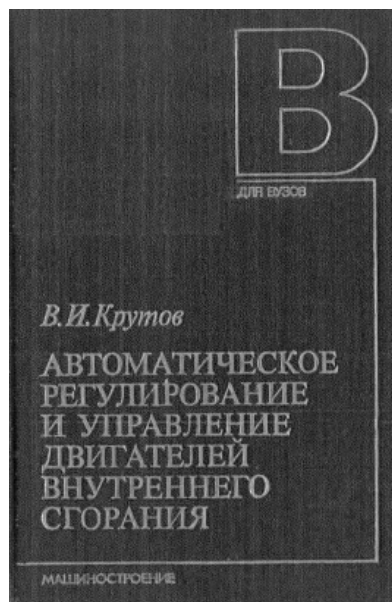 В
ДЛЯ ВУЗОВ
В.И.Крутов
АВТОМАТИЧЕСКОЕ
РЕГУЛИРОВАНИЕ
И УПРАВЛЕНИЕ
ДВИГАТЕЛЕЙ
ВНУТРЕННЕГО
СГОРАНИЯ
МАШИНОСТРОЕНИЕ